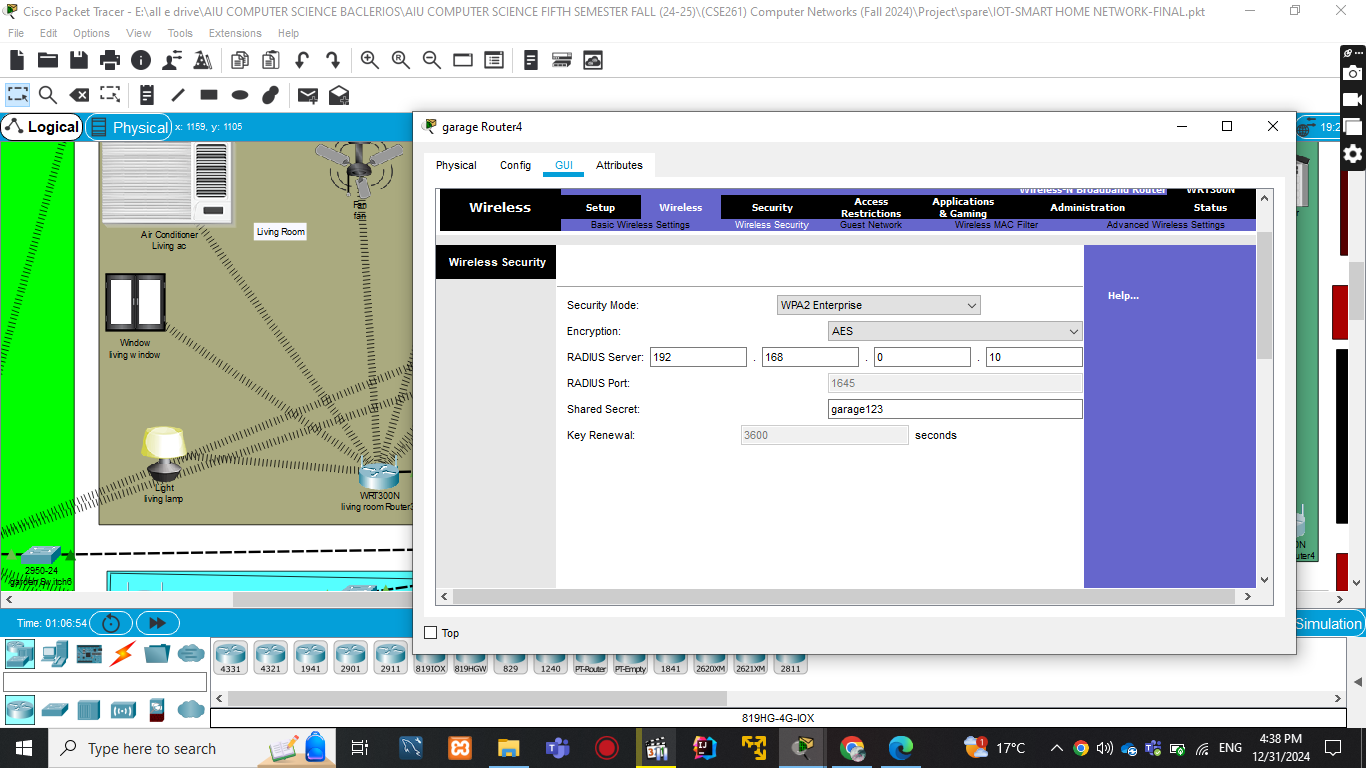 Cisco Packet Tracer - E:\all e drive\AIU COMPUTER SCIENCE BACLERIOS\AIU COMPUTER SCIENCE FIFTH SEMESTER FALL (24-25)\(CSE261) Computer Networks (Fall 2024)\Project\spare\IOT-SMART HOME NETWORK-FINAL.pkt
File Edit Options View Tools Extensions Help
Logical
Physical x: 1159, y: 1105
garage Router4
Physical Config GUI Attributes
Wireless-N Broadband Router WRT300N
Wireless
Setup Wireless Security Access Restrictions Applications & Gaming Administration Status
Basic Wireless Settings Wireless Security Guest Network Wireless MAC Filter Advanced Wireless Settings
Wireless Security
Help...
Security Mode: WPA2 Enterprise
Encryption: AES
RADIUS Server: 192 . 168 . 0 . 10
RADIUS Port: 1645
Shared Secret: garage123
Key Renewal: 3600 seconds
Top
Fan
fan
Air Conditioner
Living ac
Living Room
Window
living window
Light
living lamp
WRT300N
living room Router3
2950-24
garden Switch6
Time: 01:06:54
Simulation
4331 4321 1941 2901 2911 819IOX 819HGW 829 1240 PT-Router PT-Empty 1841 2620XM 2621XM 2811
819HG-4G-IOX
Type here to search
1
17°C
ENG
4:38 PM
12/31/2024